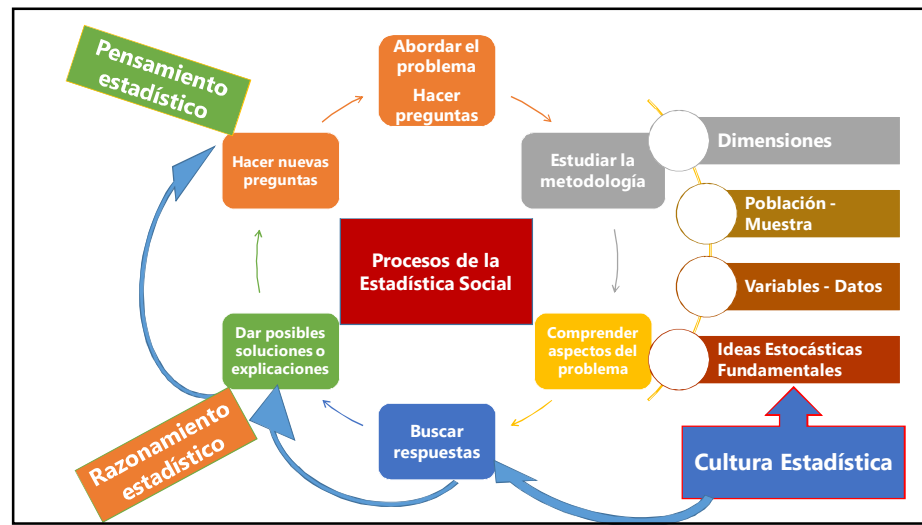 Pensamiento
estadístico
Abordar el
problema
Hacer
preguntas
Hacer nuevas
preguntas
Estudiar la
metodología
Dimensiones
Población -
Muestra
Procesos de la
Estadística Social
Variables - Datos
Dar posibles
soluciones o
explicaciones
Comprender
aspectos del
problema
Ideas Estocásticas
Fundamentales
Razonamiento
estadístico
Buscar
respuestas
Cultura Estadística